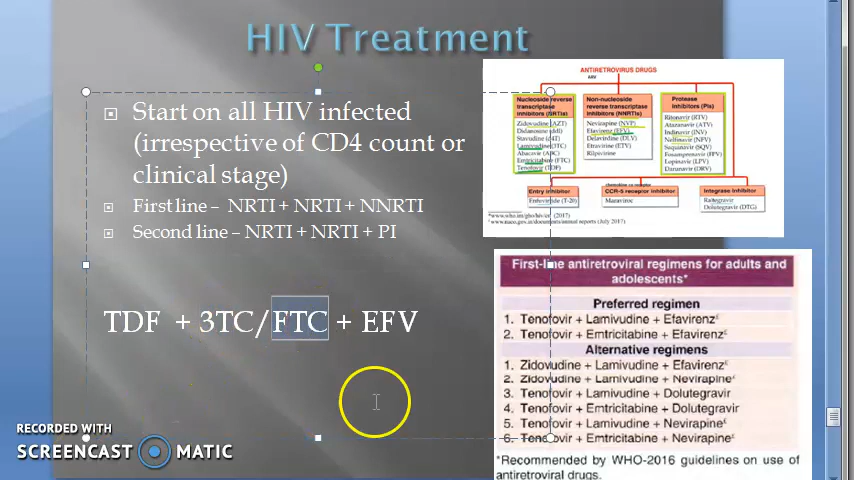 HIV Treatment
Start on all HIV infected
(irrespective of CD4 count or
clinical stage)
First line – NRTI + NRTI + NNRTI
Second line – NRTI + NRTI + PI
TDF + 3TC/FTC + EFV
ANTIRETROVIRUS DRUGS
Nucleoside reverse
transcriptase
inhibitors (NRTIs)
Zidovudine (AZT)
Didanosine (ddI)
Stavudine (d4T)
Lamivudine (3TC)
Abacavir (ABC)
Emtricitabine (FTC)
Tenofovir (TDF)
Non-nucleoside
reverse transcriptase
inhibitors (NNRTIs)
Nevirapine (NVP)
Efavirenz (EFV)
Delavirdine (DLV)
Etravirine (ETV)
Rilpivirine
Protease
Inhibitors (PIs)
Ritonavir (RTV)
Atazanavir (ATV)
Indinavir (INV)
Nelfinavir (NFV)
Saquanavir (SQV)
Fosamprenavir (FPV)
Lopinavir (LPV)
Darunavir (DRV)
Entry inhibitor
Enfuvirtide (T-20)
CCR-5 receptor inhibitor
Maraviroc
Integrase inhibitor
Raltegravir
Dolutegravir (DTG)
First-line antiretroviral regimens for adults and
adolescents*
Preferred regimen
1. Tenofovir + Lamivudine + Efavirenz£
2. Tenofovir + Emtricitabine + Efavirenz£
Alternative regimens
1. Zidovudine + Lamivudine + Efavirenz£
2. Zidovudine + Lamivudine + Nevirapine£
3. Tenofovir + Lamivudine + Dolutegravir
4. Tenofovir + Emtricitabine + Dolutegravir
5. Tenofovir + Lamivudine + Nevirapine£
6. Tenofovir + Emtricitabine + Nevirapine£
*Recommended by WHO-2016 guidelines on use of
antiretroviral drugs.
RECORDED WITH
SCREENCAST MATIC